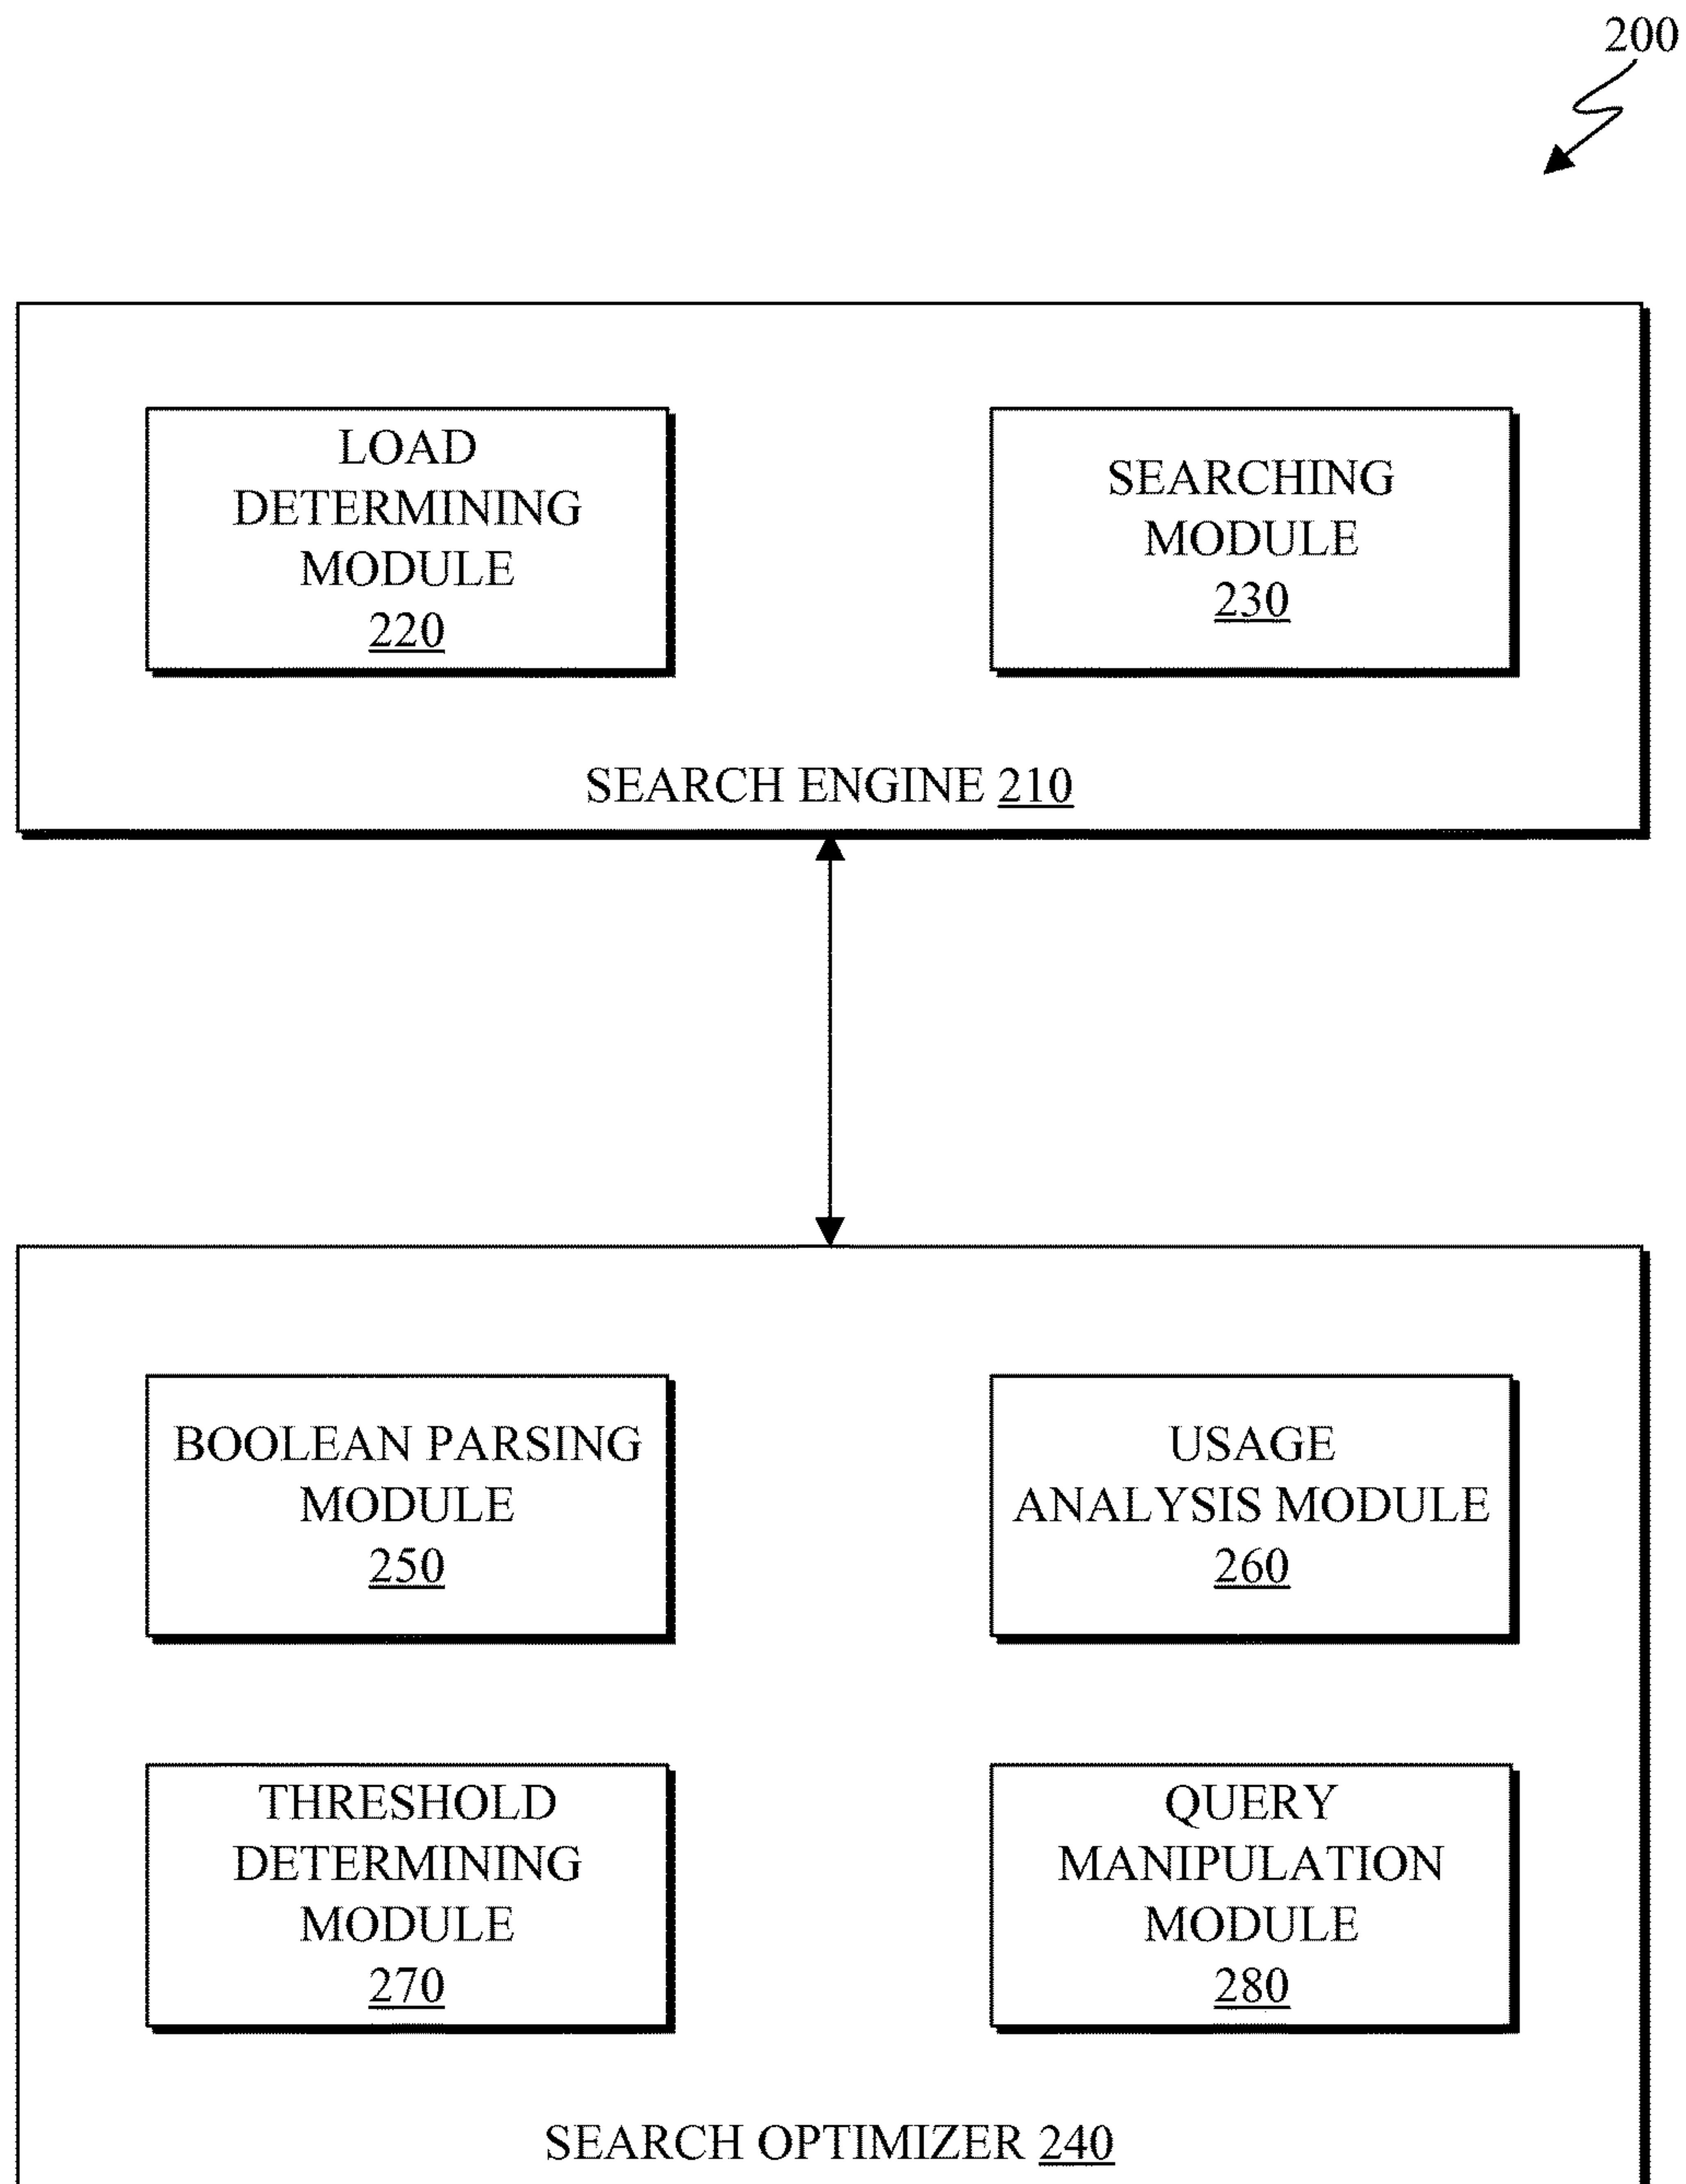 200
LOAD
DETERMINING
MODULE
220
SEARCHING
MODULE
230
SEARCH ENGINE 210
BOOLEAN PARSING
MODULE
250
USAGE
ANALYSIS MODULE
260
THRESHOLD
DETERMINING
MODULE
270
QUERY
MANIPULATION
MODULE
280
SEARCH OPTIMIZER 240